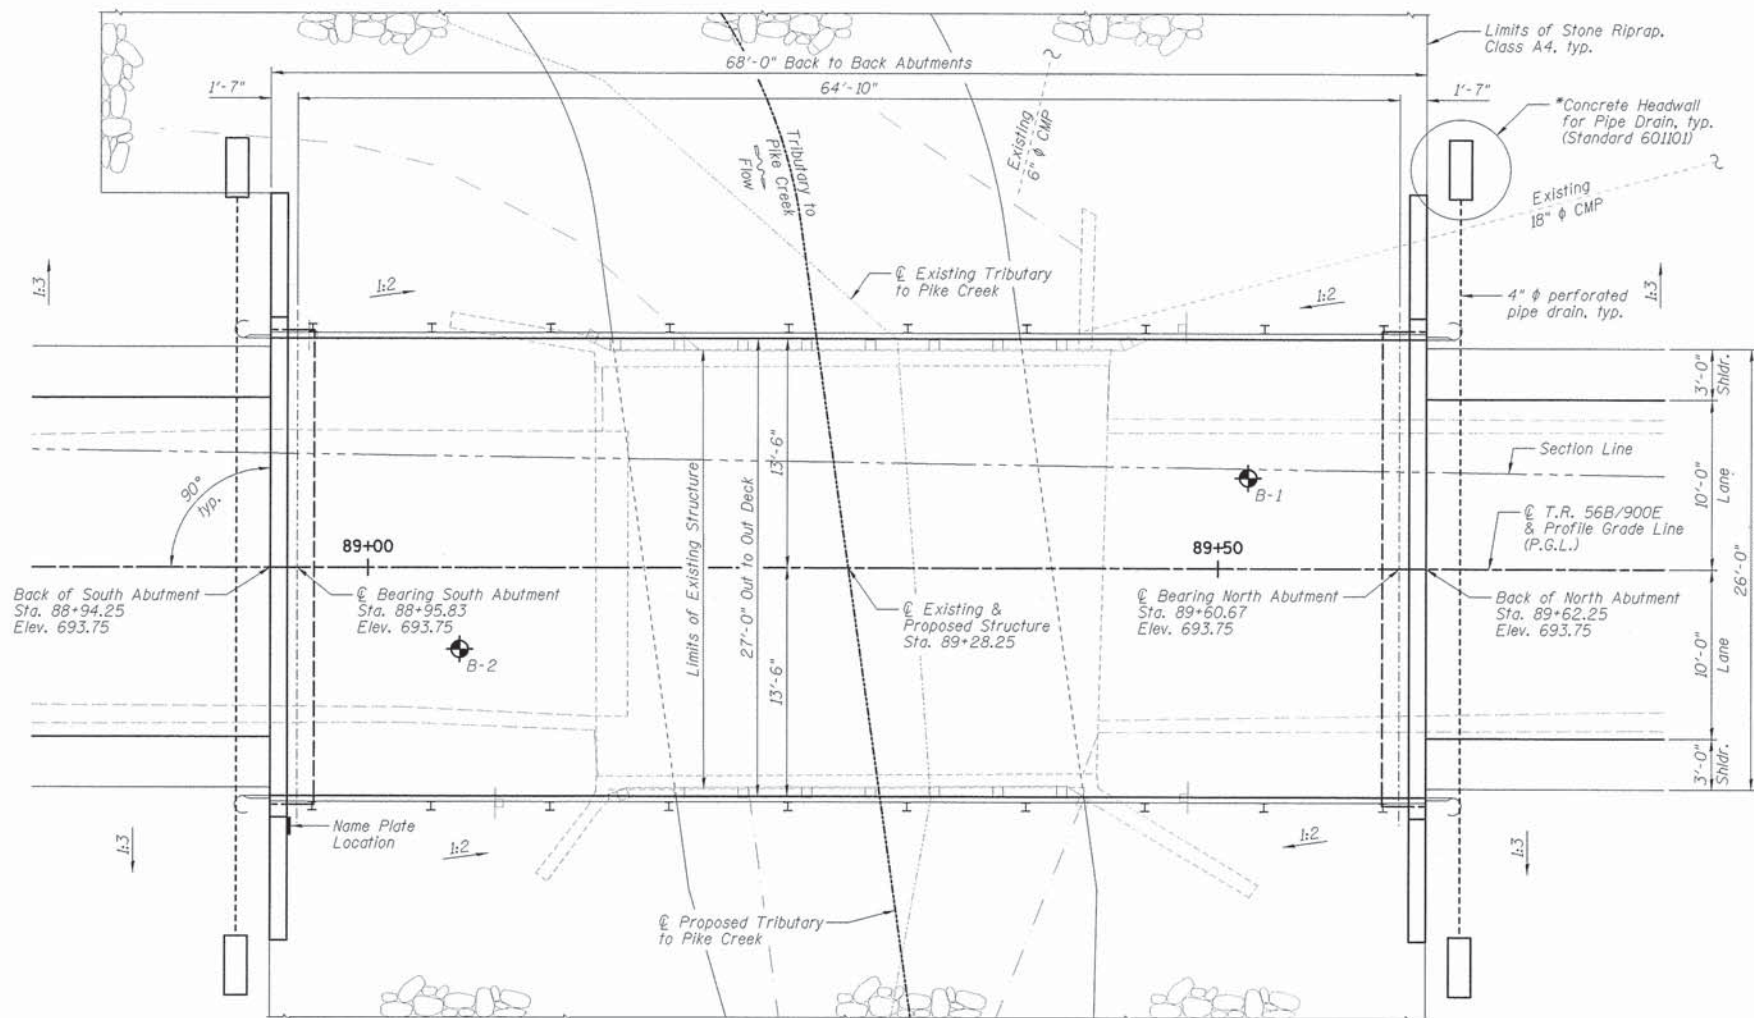 Limits of Stone Riprap,
Class A4, typ.
68'-0" Back to Back Abutments
1'-7"
64'-10"
1'-7"
*Concrete Headwall
for Pipe Drain, typ.
(Standard 601101)
Existing
6" ϕ CMP
Tributary to
Pike Creek
Flow
Existing
18" ϕ CMP
℄ Existing Tributary
to Pike Creek
1:3
1:2
1:2
1:3
4" ϕ perforated
pipe drain, typ.
3'-0"
Shldr.
Section Line
Limits of Existing Structure
27'-0" Out to Out Deck
13'-6"
10'-0"
Lane
90°
typ.
B-1
℄ T.R. 56B/900E
& Profile Grade Line
(P.G.L.)
89+00
89+50
26'-0"
Back of South Abutment
Sta. 88+94.25
Elev. 693.75
℄ Bearing South Abutment
Sta. 88+95.83
Elev. 693.75
℄ Existing &
Proposed Structure
Sta. 89+28.25
℄ Bearing North Abutment
Sta. 89+60.67
Elev. 693.75
Back of North Abutment
Sta. 89+62.25
Elev. 693.75
B-2
13'-6"
10'-0"
Lane
3'-0"
Shldr.
Name Plate
Location
1:3
1:2
1:2
1:3
℄ Proposed Tributary
to Pike Creek